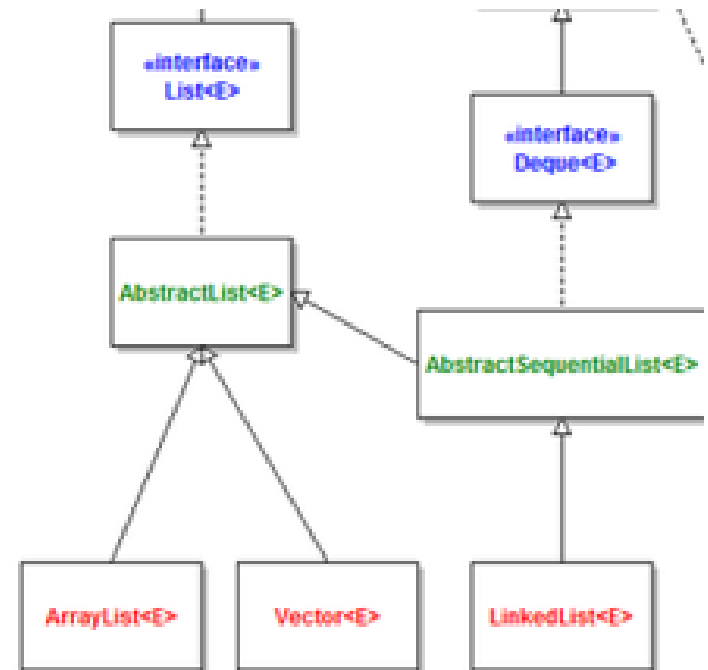 «interface»
List<E>
«interface»
Deque<E>
AbstractList<E>
AbstractSequentialList<E>
ArrayList<E>
Vector<E>
LinkedList<E>